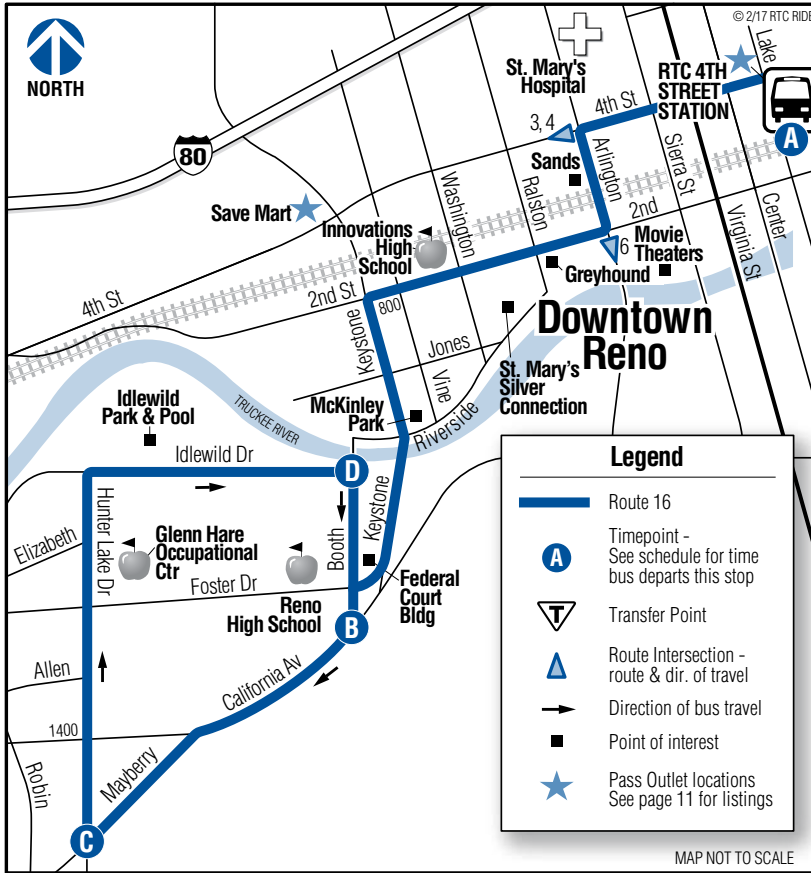 © 2/17 RTC RIDE
NORTH
St. Mary's
Hospital
RTC 4TH
STREET
STATION
Lake
A
4th St
3, 4
80
Sands
Arlington
Sierra St
Virginia St
Center
2nd
Washington
Ralston
Save Mart
Innovations
High
School
6
Movie
Theaters
Greyhound
4th St
2nd St
800
Downtown
Reno
Keystone
Jones
Vine
St. Mary's
Silver
Connection
McKinley
Park
Riverside
Idlewild
Park & Pool
TRUCKEE RIVER
Idlewild Dr
D
Hunter Lake Dr
Elizabeth
Glenn Hare
Occupational
Ctr
Booth
Keystone
Foster Dr
Federal
Court
Bldg
Reno
High School
B
Allen
California Av
1400
Mayberry
Robin
C
Legend
Route 16
A
Timepoint -
See schedule for time
bus departs this stop
T
Transfer Point
Route Intersection -
route & dir. of travel
Direction of bus travel
Point of interest
Pass Outlet locations
See page 11 for listings
MAP NOT TO SCALE